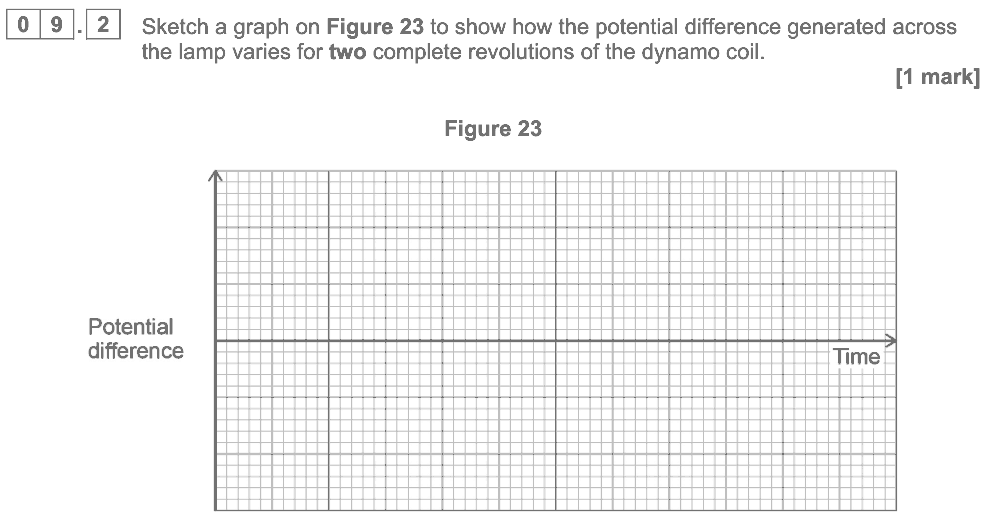 0 9 . 2 Sketch a graph on Figure 23 to show how the potential difference generated across
the lamp varies for two complete revolutions of the dynamo coil.
[1 mark]
Figure 23
Potential
difference
Time